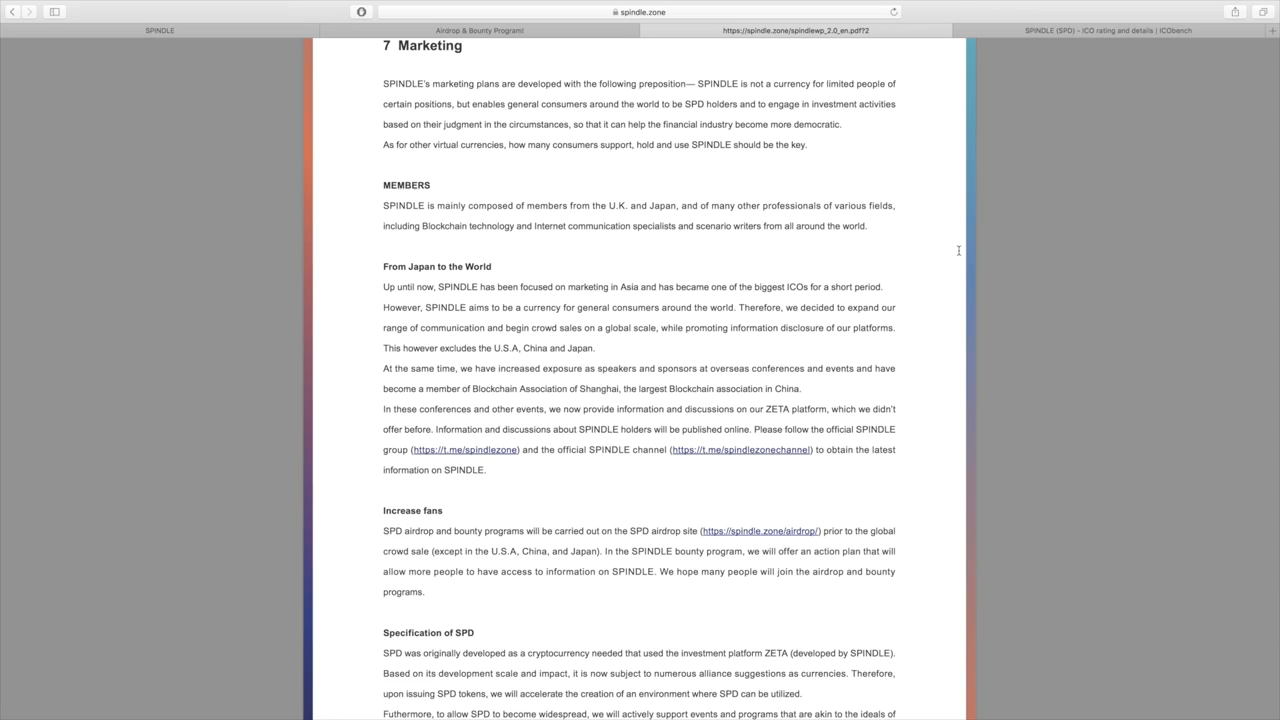 spindle.zone
SPINDLE
Airdrop & Bounty Program!
https://spindle.zone/spindlewp_2.0_en.pdf?2
SPINDLE (SPD) - ICO rating and details | ICObench
7 Marketing
SPINDLE's marketing plans are developed with the following preposition— SPINDLE is not a currency for limited people of
certain positions, but enables general consumers around the world to be SPD holders and to engage in investment activities
based on their judgment in the circumstances, so that it can help the financial industry become more democratic.
As for other virtual currencies, how many consumers support, hold and use SPINDLE should be the key.
MEMBERS
SPINDLE is mainly composed of members from the U.K. and Japan, and of many other professionals of various fields,
including Blockchain technology and Internet communication specialists and scenario writers from all around the world.
From Japan to the World
Up until now, SPINDLE has been focused on marketing in Asia and has became one of the biggest ICOs for a short period.
However, SPINDLE aims to be a currency for general consumers around the world. Therefore, we decided to expand our
range of communication and begin crowd sales on a global scale, while promoting information disclosure of our platforms.
This however excludes the U.S.A, China and Japan.
At the same time, we have increased exposure as speakers and sponsors at overseas conferences and events and have
become a member of Blockchain Association of Shanghai, the largest Blockchain association in China.
In these conferences and other events, we now provide information and discussions on our ZETA platform, which we didn't
offer before. Information and discussions about SPINDLE holders will be published online. Please follow the official SPINDLE
group (https://t.me/spindlezone) and the official SPINDLE channel (https://t.me/spindlezonechannel) to obtain the latest
information on SPINDLE.
Increase fans
SPD airdrop and bounty programs will be carried out on the SPD airdrop site (https://spindle.zone/airdrop/) prior to the global
crowd sale (except in the U.S.A, China, and Japan). In the SPINDLE bounty program, we will offer an action plan that will
allow more people to have access to information on SPINDLE. We hope many people will join the airdrop and bounty
programs.
Specification of SPD
SPD was originally developed as a cryptocurrency needed that used the investment platform ZETA (developed by SPINDLE).
Based on its development scale and impact, it is now subject to numerous alliance suggestions as currencies. Therefore,
upon issuing SPD tokens, we will accelerate the creation of an environment where SPD can be utilized.
Futhermore, to allow SPD to become widespread, we will actively support events and programs that are akin to the ideals of